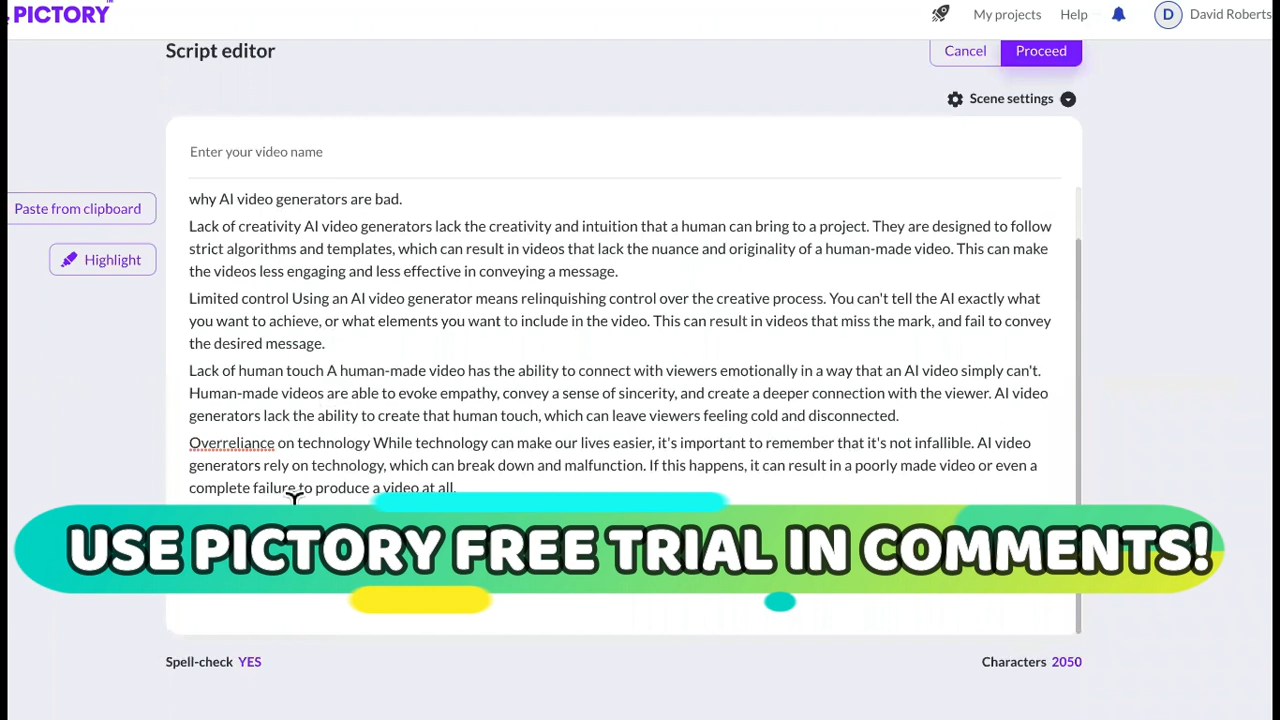 PICTORY
My projects
Help
D
David Roberts
Script editor
Cancel
Proceed
Scene settings
Enter your video name
Paste from clipboard
Highlight
why AI video generators are bad.
Lack of creativity AI video generators lack the creativity and intuition that a human can bring to a project. They are designed to follow
strict algorithms and templates, which can result in videos that lack the nuance and originality of a human-made video. This can make
the videos less engaging and less effective in conveying a message.
Limited control Using an AI video generator means relinquishing control over the creative process. You can't tell the AI exactly what
you want to achieve, or what elements you want to include in the video. This can result in videos that miss the mark, and fail to convey
the desired message.
Lack of human touch A human-made video has the ability to connect with viewers emotionally in a way that an AI video simply can't.
Human-made videos are able to evoke empathy, convey a sense of sincerity, and create a deeper connection with the viewer. AI video
generators lack the ability to create that human touch, which can leave viewers feeling cold and disconnected.
Overreliance on technology While technology can make our lives easier, it's important to remember that it's not infallible. AI video
generators rely on technology, which can break down and malfunction. If this happens, it can result in a poorly made video or even a
complete failure to produce a video at all.
USE PICTORY FREE TRIAL IN COMMENTS!
Spell-check YES
Characters 2050